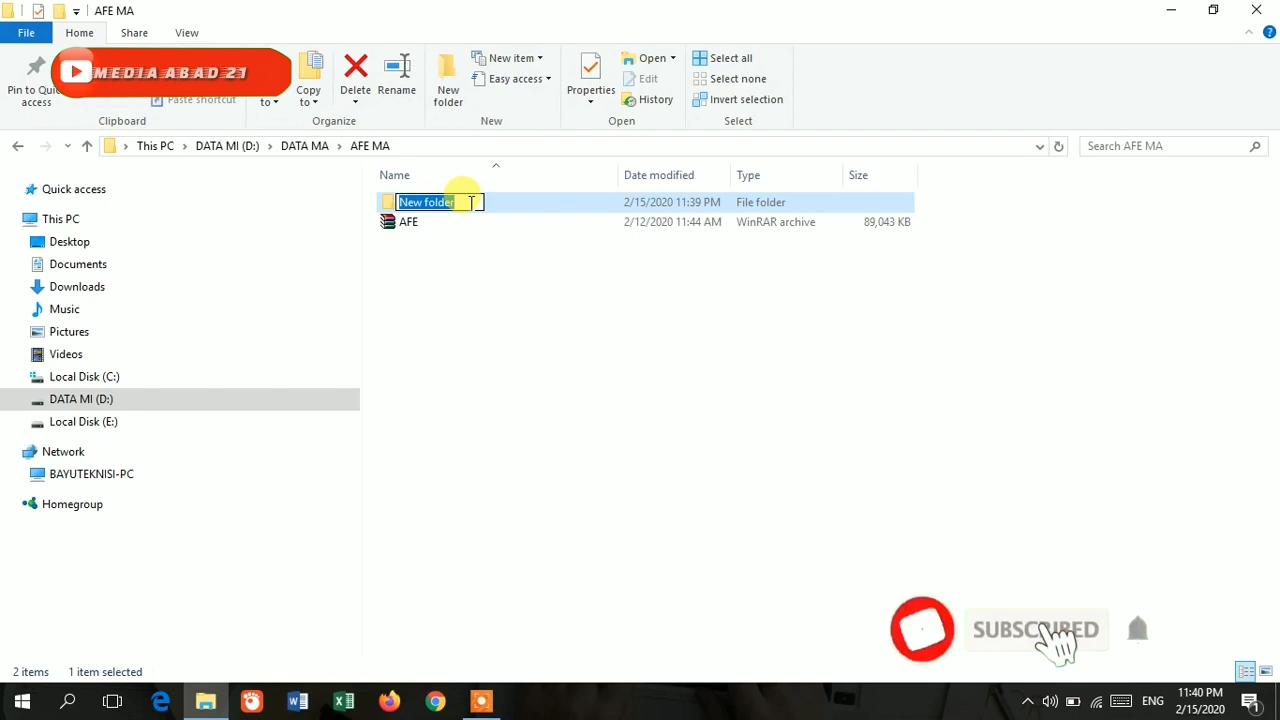 AFE MA
File
Home
Share
View
MEDIA ABAD 21
Pin to Quick
access
Paste shortcut
to
Copy
to
Delete
Rename
New
folder
New item
Easy access
Properties
Open
Edit
History
Select all
Select none
Invert selection
Clipboard
Organize
New
Open
Select
This PC > DATA MI (D:) > DATA MA > AFE MA
Search AFE MA
Name
Date modified
Type
Size
New folder
2/15/2020 11:39 PM
File folder
AFE
2/12/2020 11:44 AM
WinRAR archive
89,043 KB
Quick access
This PC
Desktop
Documents
Downloads
Music
Pictures
Videos
Local Disk (C:)
DATA MI (D:)
Local Disk (E:)
Network
BAYUTEKNISI-PC
Homegroup
SUBSCRIBED
2 items
1 item selected
ENG
11:40 PM
2/15/2020
1